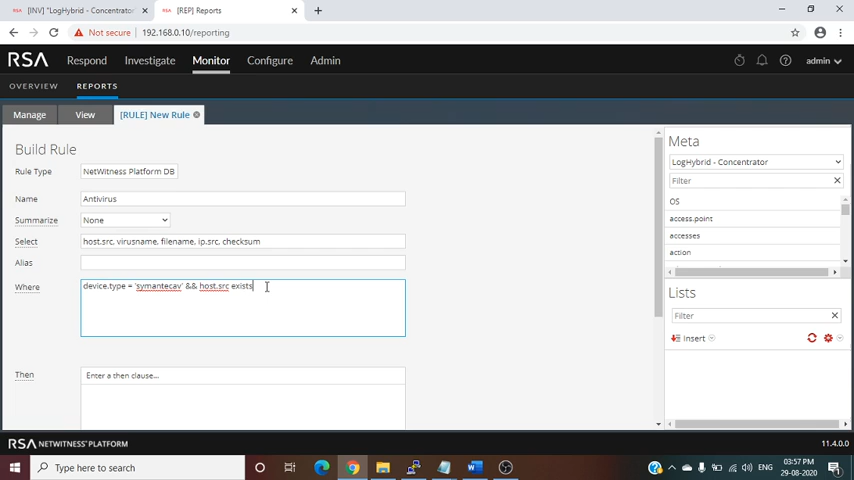 [INV] "LogHybrid - Concentrator
[REP] Reports
Not secure
192.168.0.10/reporting
RSA
Respond
Investigate
Monitor
Configure
Admin
admin
OVERVIEW
REPORTS
Manage
View
[RULE] New Rule
Build Rule
Rule Type
NetWitness Platform DB
Name
Antivirus
Summarize
None
Select
host.src, virusname, filename, ip.src, checksum
Alias
Where
device.type = 'symantecav' && host.src exists
Then
Enter a then clause...
Meta
LogHybrid - Concentrator
Filter
OS
access.point
accesses
action
Lists
Filter
Insert
RSA NETWITNESS PLATFORM
11.4.0.0
Type here to search
ENG
03:57 PM
29-08-2020